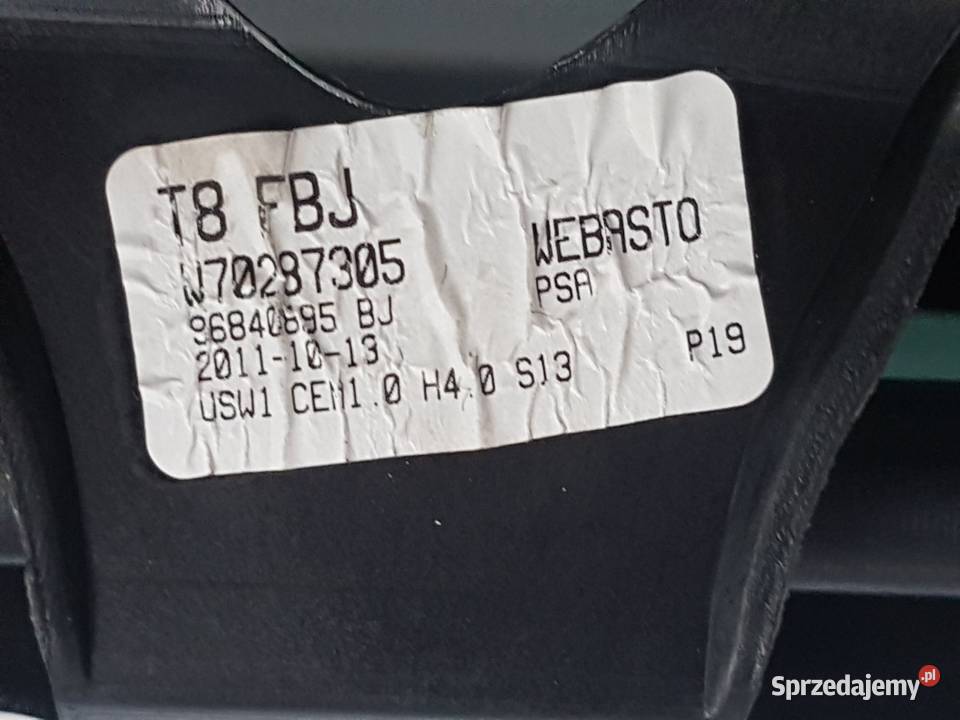 T8 FBJ
W70287305
WEBASTO
PSA
96840695 BJ
2011-10-13
USW1 CEM1.0 H4.0 S13
P19
Sprzedajemy.pl